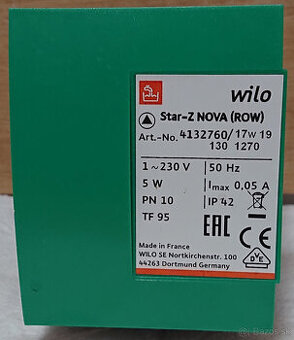 wilo
Star-Z NOVA (ROW)
Art.-No. 4132760/17w 19
130 1270
1~230 V 50 Hz
5 W Imax 0,05 A
PN 10 IP 42
TF 95 EAC
Made in France
WILO SE Nortkirchenstr. 100
44263 Dortmund Germany
DVE